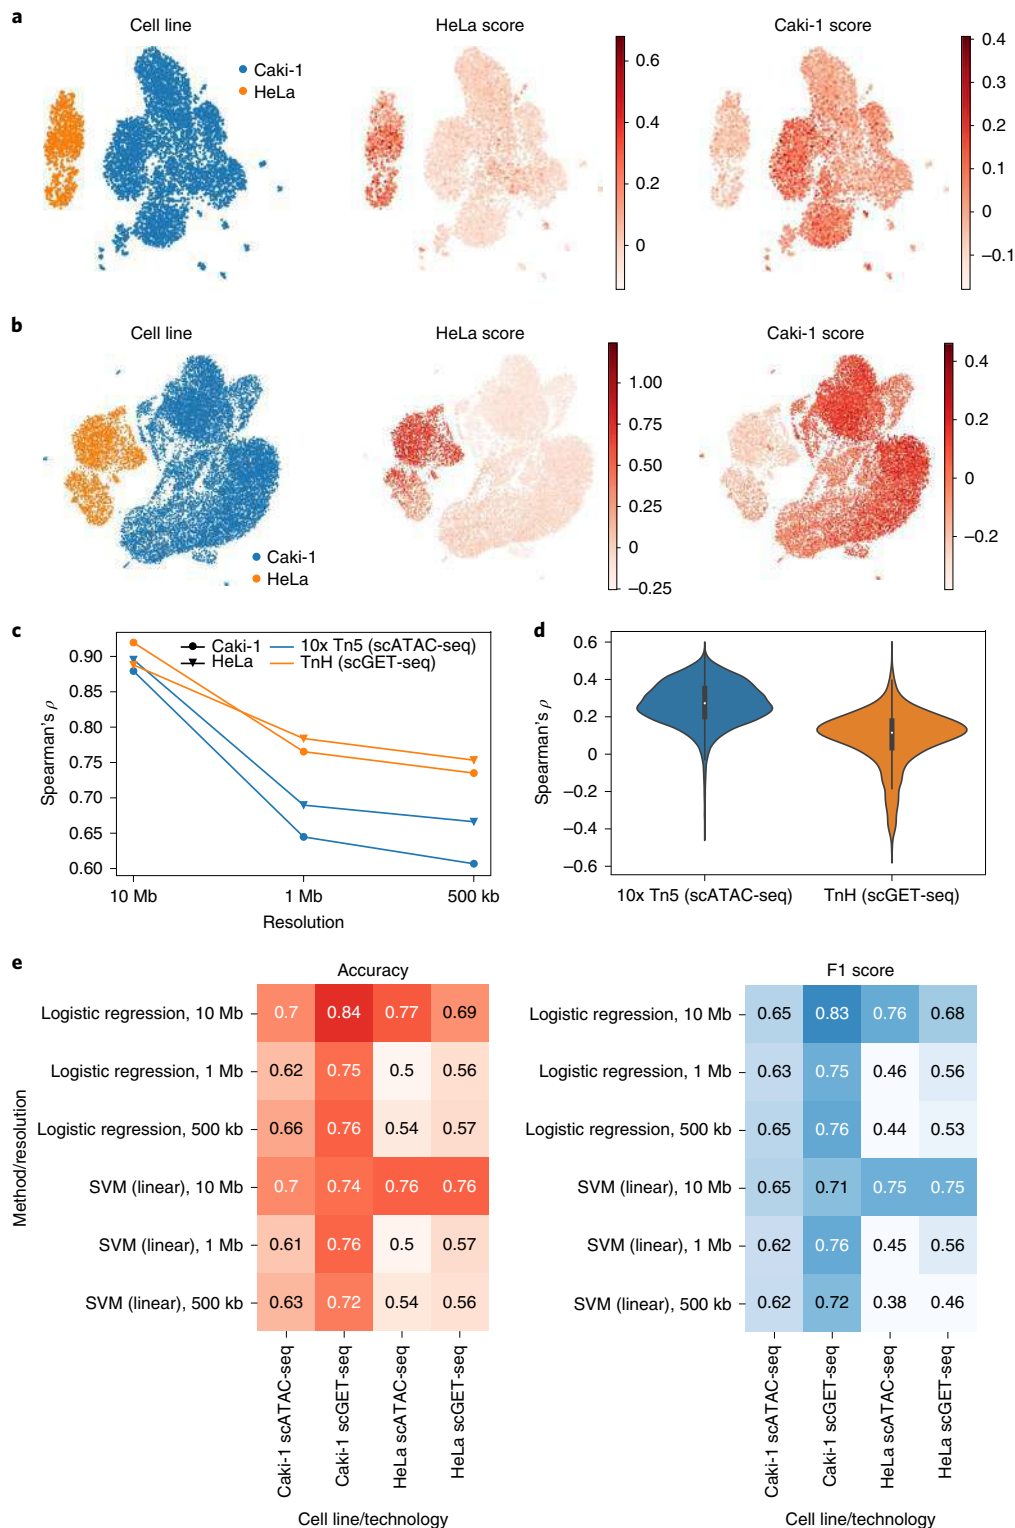 a
Cell line
HeLa score
Caki-1 score
Caki-1
HeLa
0.6
0.4
0.2
0
0.4
0.3
0.2
0.1
0
−0.1
b
Cell line
HeLa score
Caki-1 score
Caki-1
HeLa
1.00
0.75
0.50
0.25
0
−0.25
0.4
0.2
0
−0.2
c
Spearman's ρ
0.90
0.85
0.80
0.75
0.70
0.65
0.60
Caki-1
HeLa
10x Tn5 (scATAC-seq)
TnH (scGET-seq)
10 Mb
1 Mb
500 kb
Resolution
d
Spearman's ρ
0.6
0.4
0.2
0
−0.2
−0.4
−0.6
10x Tn5 (scATAC-seq)
TnH (scGET-seq)
e
Accuracy
Method/resolution
Logistic regression, 10 Mb 0.7 0.84 0.77 0.69
Logistic regression, 1 Mb 0.62 0.75 0.5 0.56
Logistic regression, 500 kb 0.66 0.76 0.54 0.57
SVM (linear), 10 Mb 0.7 0.74 0.76 0.76
SVM (linear), 1 Mb 0.61 0.76 0.5 0.57
SVM (linear), 500 kb 0.63 0.72 0.54 0.56
Caki-1 scATAC-seq
Caki-1 scGET-seq
HeLa scATAC-seq
HeLa scGET-seq
Cell line/technology
F1 score
Logistic regression, 10 Mb 0.65 0.83 0.76 0.68
Logistic regression, 1 Mb 0.63 0.75 0.46 0.56
Logistic regression, 500 kb 0.65 0.76 0.44 0.53
SVM (linear), 10 Mb 0.65 0.71 0.75 0.75
SVM (linear), 1 Mb 0.62 0.76 0.45 0.56
SVM (linear), 500 kb 0.62 0.72 0.38 0.46
Caki-1 scATAC-seq
Caki-1 scGET-seq
HeLa scATAC-seq
HeLa scGET-seq
Cell line/technology